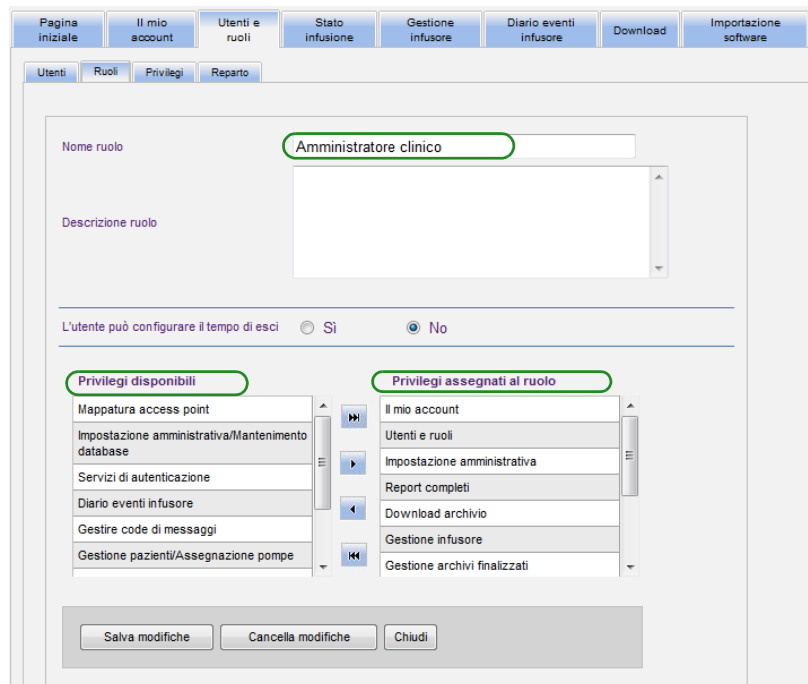 Pagina iniziale
Il mio account
Utenti e ruoli
Stato infusione
Gestione infusore
Diario eventi infusore
Download
Importazione software
Utenti
Ruoli
Privilegi
Reparto
Nome ruolo
Amministratore clinico
Descrizione ruolo
L'utente può configurare il tempo di esci
Sì
No
Privilegi disponibili
Mappatura access point
Impostazione amministrativa/Mantenimento
database
Servizi di autenticazione
Diario eventi infusore
Gestire code di messaggi
Gestione pazienti/Assegnazione pompe
Privilegi assegnati al ruolo
Il mio account
Utenti e ruoli
Impostazione amministrativa
Report completi
Download archivio
Gestione infusore
Gestione archivi finalizzati
Salva modifiche
Cancella modifiche
Chiudi